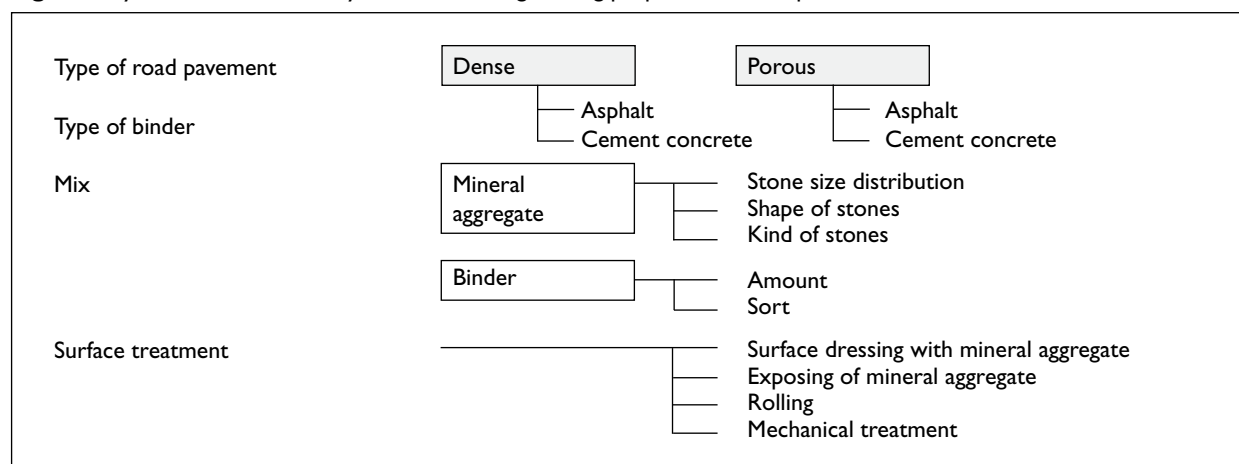 Type of road pavement Dense Porous
Asphalt Asphalt
Type of binder
Cement concrete Cement concrete
Mix Mineral aggregate Stone size distribution
Shape of stones
Kind of stones
Binder Amount
Sort
Surface treatment Surface dressing with mineral aggregate
Exposing of mineral aggregate
Rolling
Mechanical treatment